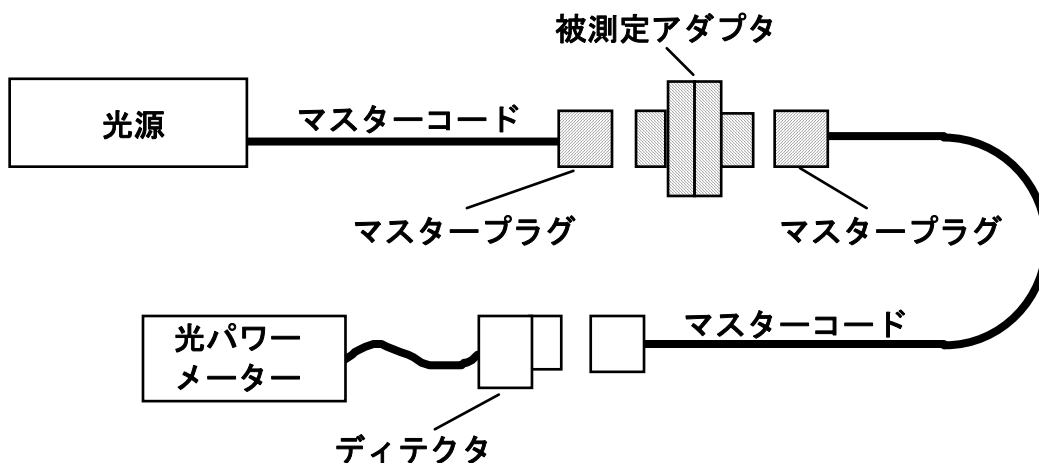 被測定アダプタ
光源
マスターコード
マスタープラグ
マスタープラグ
光パワー
メーター
マスターコード
ディテクタ